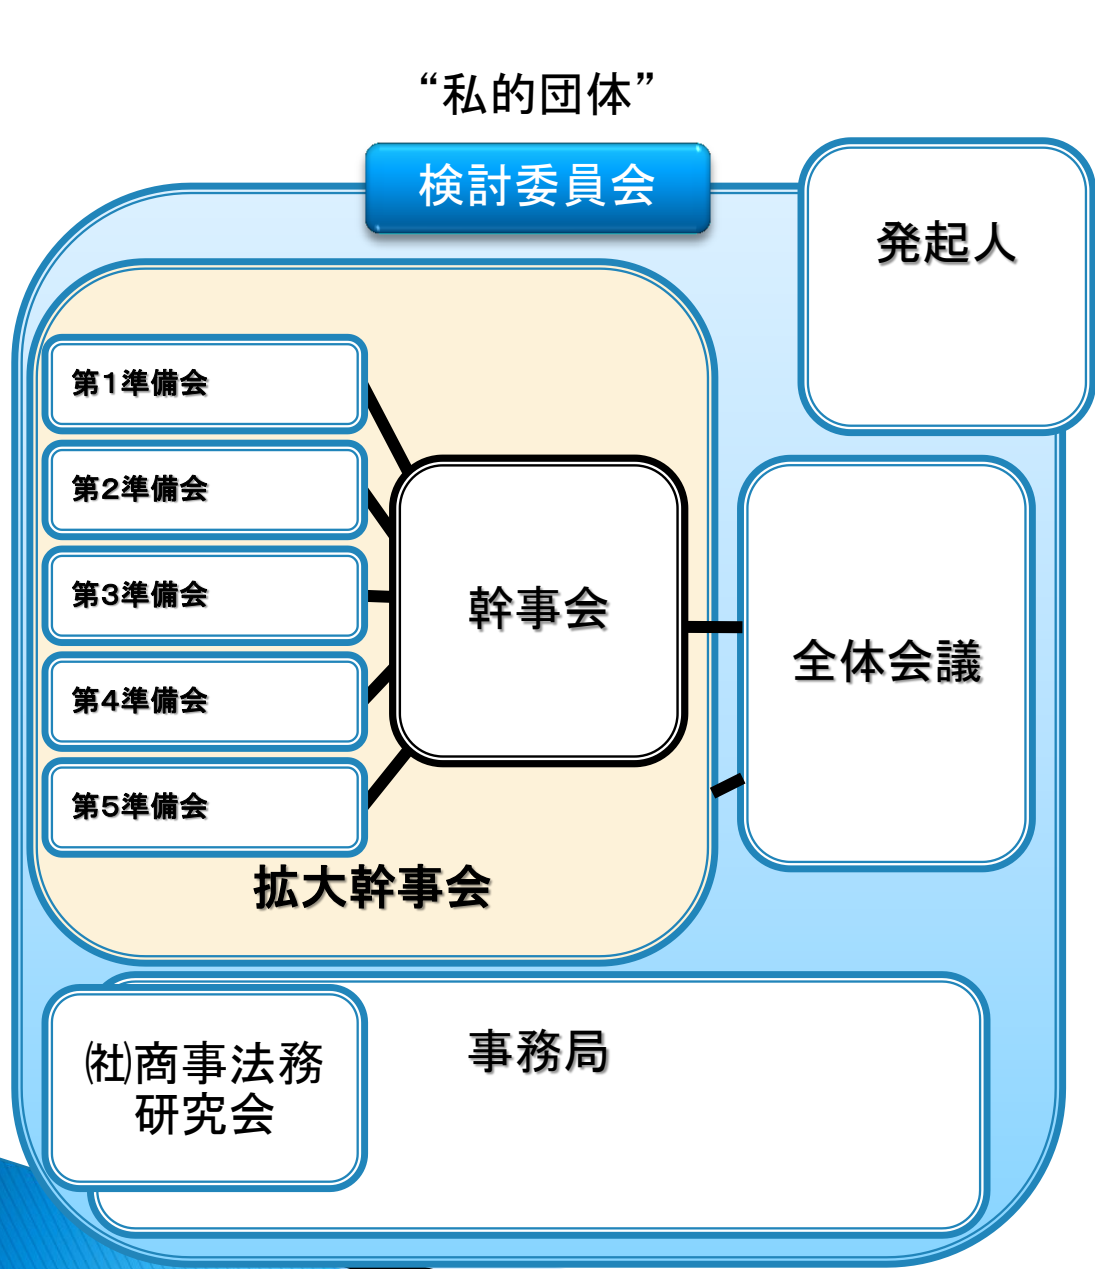 “私的団体”
検討委員会
発起人
第1準備会
第2準備会
第3準備会
第4準備会
第5準備会
幹事会
全体会議
拡大幹事会
㈳商事法務
研究会
事務局